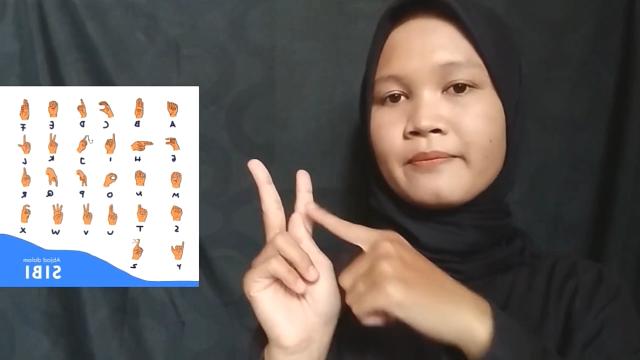 A B C D E F
G H I J K L
M N O P Q R
S T U V W X
Y Z
Abjad dalam
SIBI